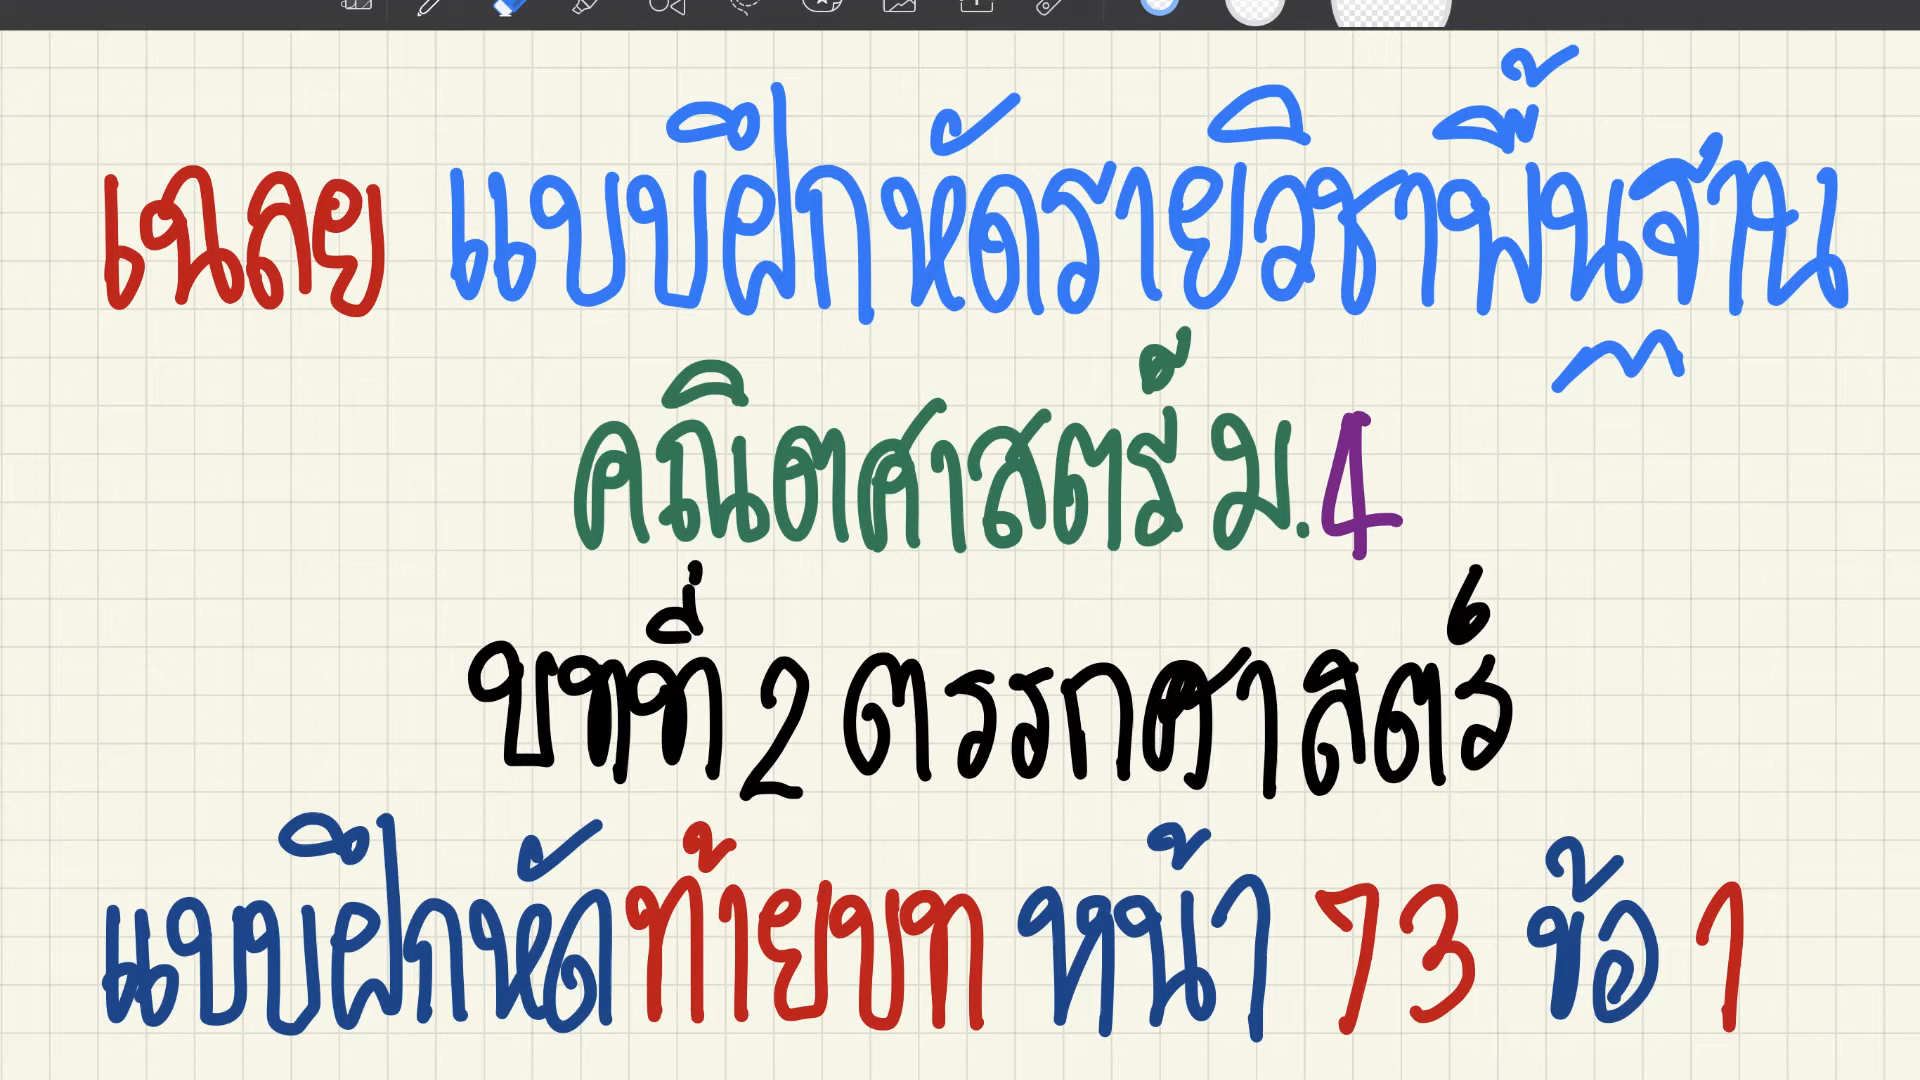 เฉลย แบบฝึกหัดรายวิชาพื้นฐาน
คณิตศาสตร์ ม.4
บทที่ 2 ตรรกศาสตร์
แบบฝึกหัดท้ายบท หน้า 73 ข้อ 1